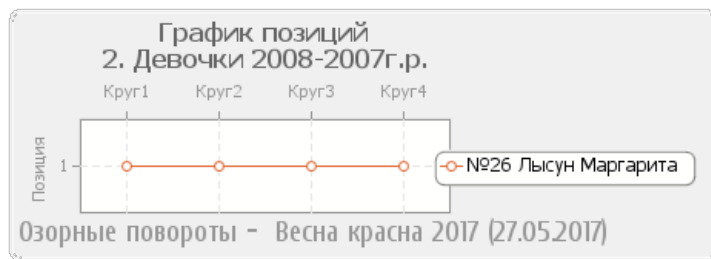 График позиций
2. Девочки 2008-2007г.р.
Круг1 Круг2 Круг3 Круг4
Позиция
1
№26 Лысун Маргарита
Озорные повороты - Весна красна 2017 (27.05.2017)